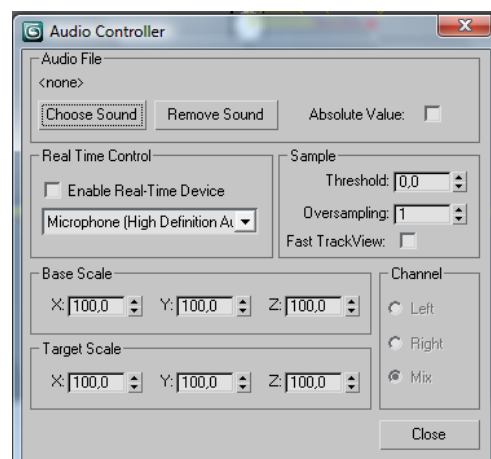 Audio Controller
Audio File
<none>
Choose Sound Remove Sound Absolute Value:
Real Time Control
Enable Real-Time Device
Microphone (High Definition Au
Sample
Threshold: 0,0
Oversampling: 1
Fast TrackView:
Base Scale
X: 100,0 Y: 100,0 Z: 100,0
Target Scale
X: 100,0 Y: 100,0 Z: 100,0
Channel
Left
Right
Mix
Close